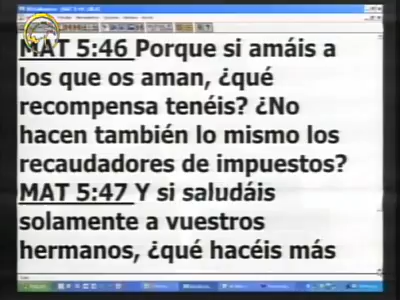 MAT 5:46 Porque si amáis a
los que os aman, ¿qué
recompensa tenéis? ¿No
hacen también lo mismo los
recaudadores de impuestos?
MAT 5:47 Y si saludáis
solamente a vuestros
hermanos, ¿qué hacéis más